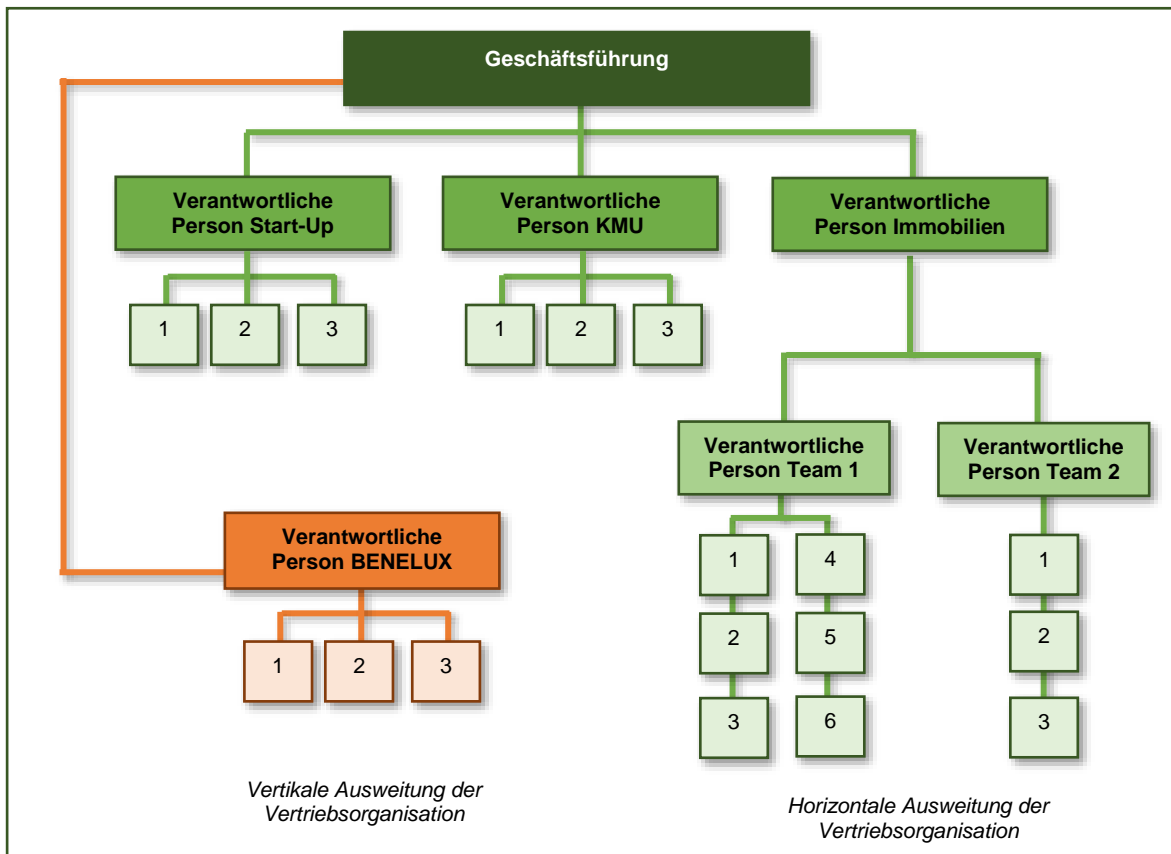 Geschäftsführung
Verantwortliche
Person Start-Up
Verantwortliche
Person KMU
Verantwortliche
Person Immobilien
1
2
3
1
2
3
Verantwortliche
Person Team 1
Verantwortliche
Person Team 2
1
4
1
2
5
2
3
6
3
Verantwortliche
Person BENELUX
1
2
3
Vertikale Ausweitung der
Vertriebsorganisation
Horizontale Ausweitung der
Vertriebsorganisation